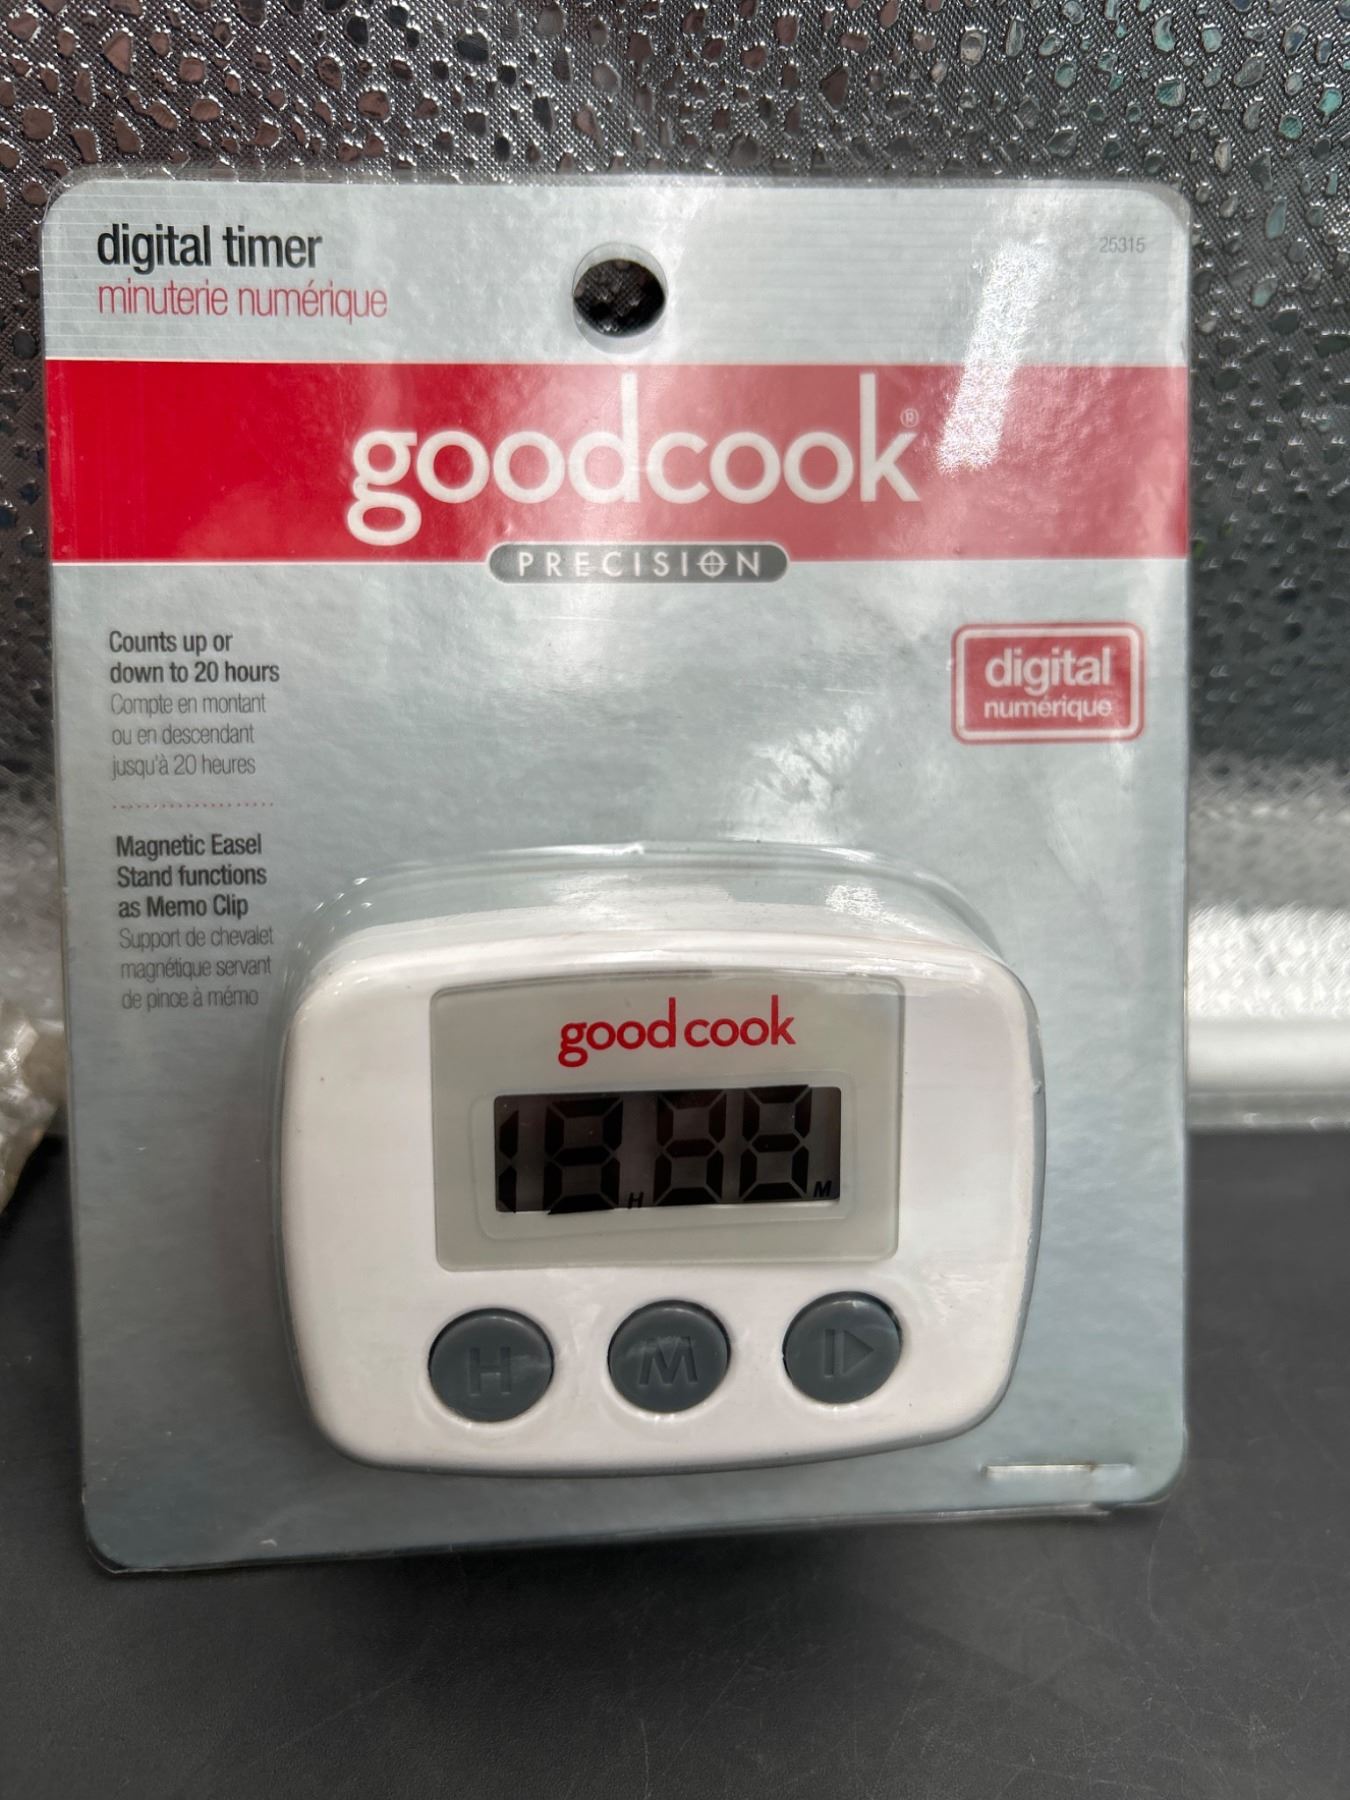 digital timer
minuterie numérique
25315
goodcook®
PRECISION
Counts up or
down to 20 hours
Compte en montant
ou en descendant
jusqu'à 20 heures
digital
numérique
Magnetic Easel
Stand functions
as Memo Clip
Support de chevalet
magnétique servant
de pince à mémo
good cook
18 H 88 M
H M